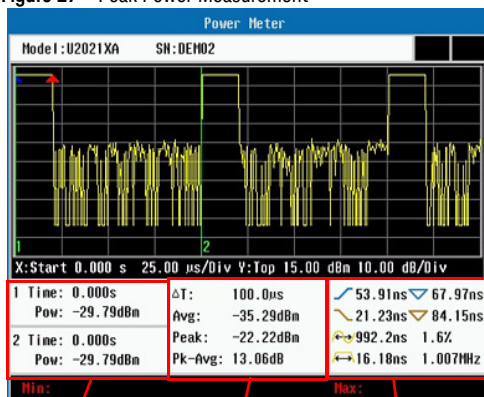 Figure 27 Peak Power Measurement
Power Meter
Model:U2021XA SN:DEM02
1 2
X:Start 0.000 s 25.00 µs/Div Y:Top 15.00 dBm 10.00 dB/Div
1 Time: 0.000s
Pow: -29.79dBm
2 Time: 0.000s
Pow: -29.79dBm
ΔT: 100.0µs
Avg: -35.29dBm
Peak: -22.22dBm
Pk-Avg: 13.06dB
53.91ns 67.97ns
21.23ns 84.15ns
992.2ns 1.6%
16.18ns 1.007MHz
Min: Max: